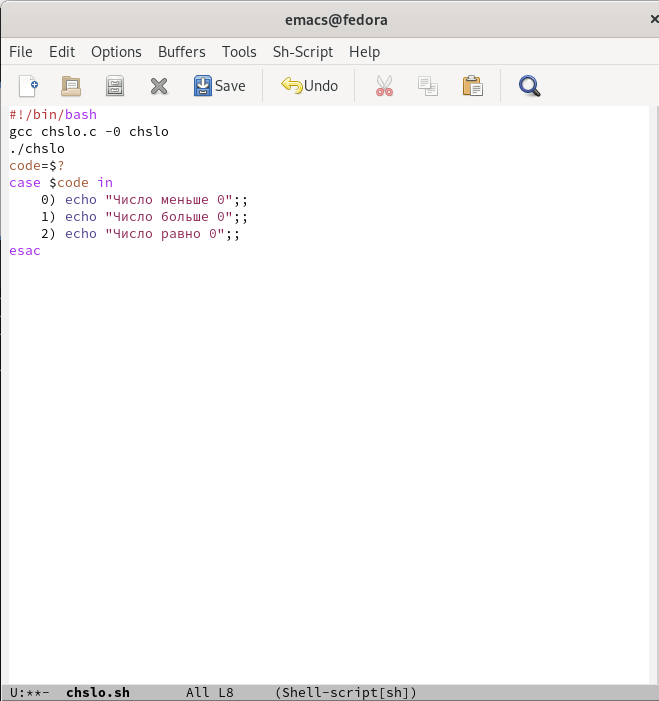 emacs@fedora
File Edit Options Buffers Tools Sh-Script Help
Save Undo
#!/bin/bash
gcc chslo.c -0 chslo
./chslo
code=$?
case $code in
    0) echo "Число меньше 0";;
    1) echo "Число больше 0";;
    2) echo "Число равно 0";;
esac
U:**- chslo.sh All L8 (Shell-script[sh])